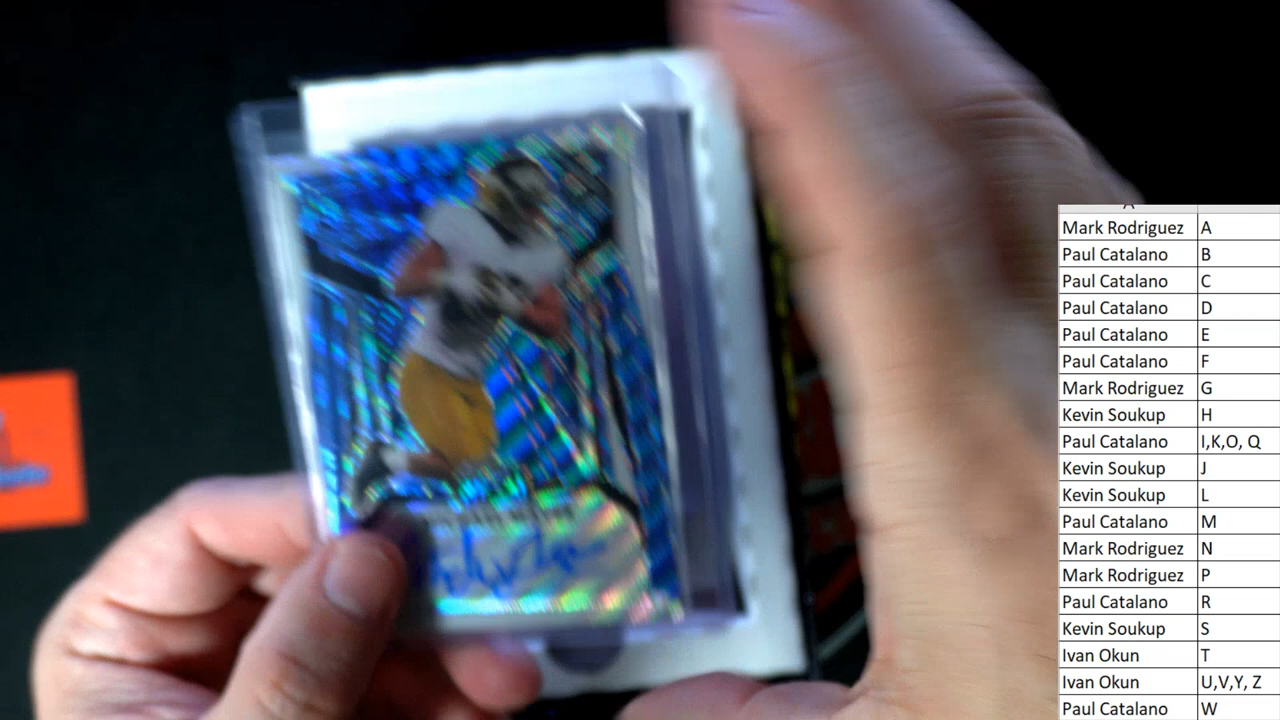 Mark Rodriguez A
Paul Catalano B
Paul Catalano C
Paul Catalano D
Paul Catalano E
Paul Catalano F
Mark Rodriguez G
Kevin Soukup H
Paul Catalano I,K,O, Q
Kevin Soukup J
Kevin Soukup L
Paul Catalano M
Mark Rodriguez N
Mark Rodriguez P
Paul Catalano R
Kevin Soukup S
Ivan Okun T
Ivan Okun U,V,Y, Z
Paul Catalano W